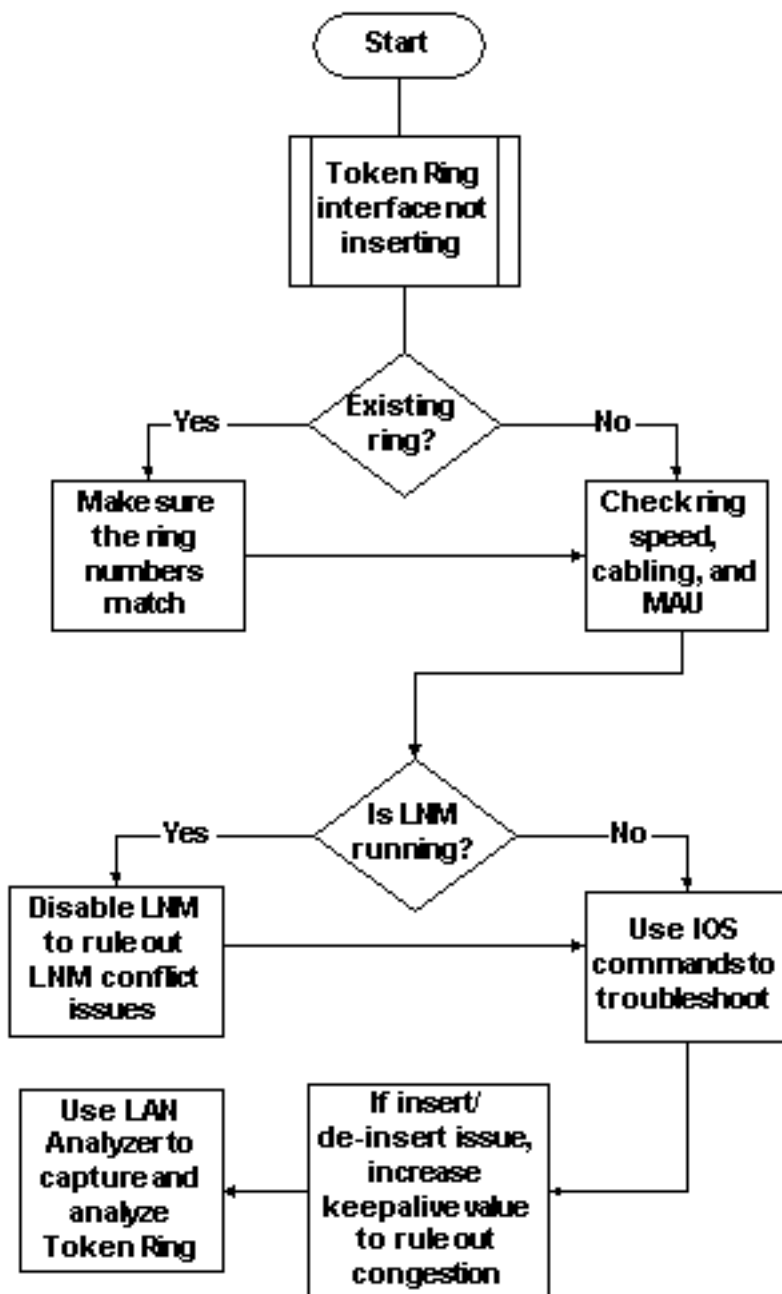 Start
Token Ring
interface not
inserting
Existing
ring?
Yes
No
Make sure
the ring
numbers
match
Check ring
speed,
cabling, and
MAU
Is LNM
running?
Yes
No
Disable LNM
to rule out
LNM conflict
issues
Use IOS
commands to
troubleshoot
If insert/
de-insert issue,
increase
keepalive value
to rule out
congestion
Use LAN
Analyzer to
capture and
analyze
Token Ring